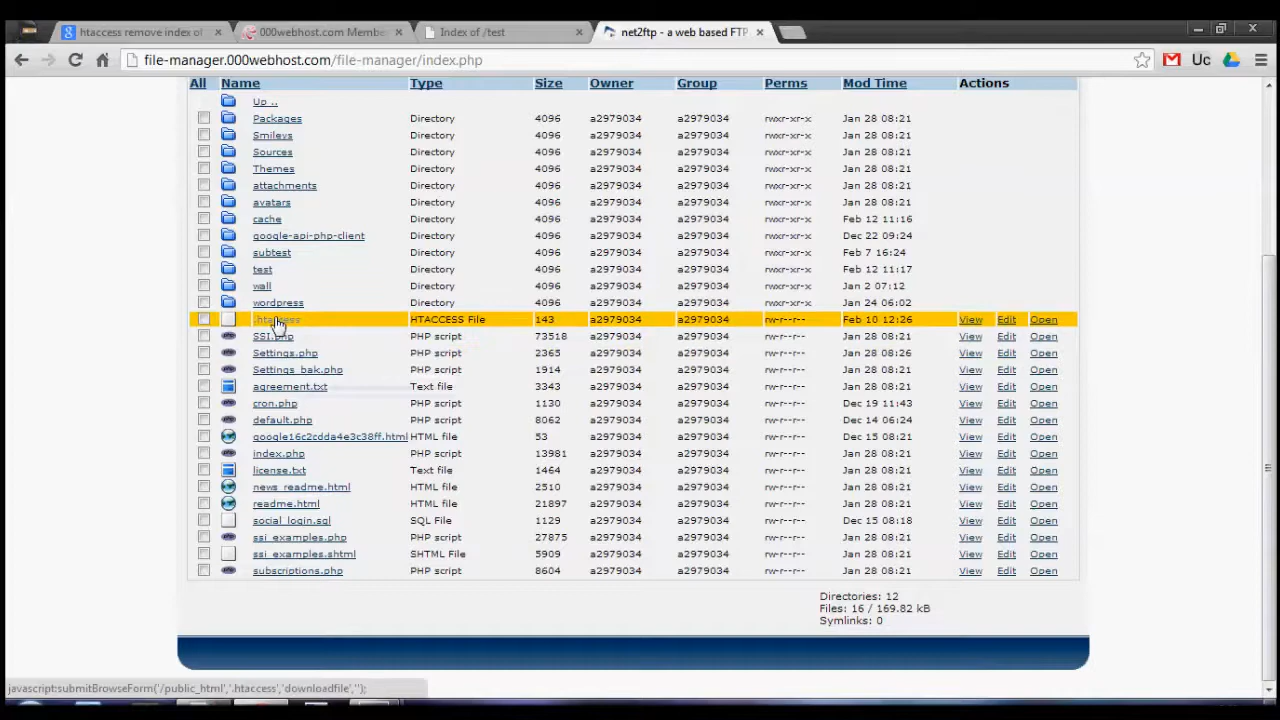 htaccess remove index of
000webhost.com Membe
Index of /test
net2ftp - a web based FTP
file-manager.000webhost.com/file-manager/index.php
Uc
All Name Type Size Owner Group Perms Mod Time Actions
Up ..
Packages Directory 4096 a2979034 a2979034 rwxr-xr-x Jan 28 08:21
Smileys Directory 4096 a2979034 a2979034 rwxr-xr-x Jan 28 08:21
Sources Directory 4096 a2979034 a2979034 rwxr-xr-x Jan 28 08:21
Themes Directory 4096 a2979034 a2979034 rwxr-xr-x Jan 28 08:21
attachments Directory 4096 a2979034 a2979034 rwxr-xr-x Jan 28 08:21
avatars Directory 4096 a2979034 a2979034 rwxr-xr-x Jan 28 08:21
cache Directory 4096 a2979034 a2979034 rwxr-xr-x Feb 12 11:16
google-api-php-client Directory 4096 a2979034 a2979034 rwxr-xr-x Dec 22 09:24
subtest Directory 4096 a2979034 a2979034 rwxr-xr-x Feb 7 16:24
test Directory 4096 a2979034 a2979034 rwxr-xr-x Feb 12 11:17
wall Directory 4096 a2979034 a2979034 rwxr-xr-x Jan 2 07:12
wordpress Directory 4096 a2979034 a2979034 rwxr-xr-x Jan 24 06:02
.htaccess HTACCESS File 143 a2979034 a2979034 rw-r--r-- Feb 10 12:26 View Edit Open
SSI.php PHP script 73518 a2979034 a2979034 rw-r--r-- Jan 28 08:21 View Edit Open
Settings.php PHP script 2365 a2979034 a2979034 rw-r--r-- Jan 28 08:26 View Edit Open
Settings_bak.php PHP script 1914 a2979034 a2979034 rw-r--r-- Jan 28 08:21 View Edit Open
agreement.txt Text file 3343 a2979034 a2979034 rw-r--r-- Jan 28 08:21 View Edit Open
cron.php PHP script 1130 a2979034 a2979034 rw-r--r-- Dec 19 11:43 View Edit Open
default.php PHP script 8062 a2979034 a2979034 rw-r--r-- Dec 14 06:24 View Edit Open
google16c2cdda4e3c38ff.html HTML file 53 a2979034 a2979034 rw-r--r-- Dec 15 08:21 View Edit Open
index.php PHP script 13981 a2979034 a2979034 rw-r--r-- Jan 28 08:21 View Edit Open
license.txt Text file 1464 a2979034 a2979034 rw-r--r-- Jan 28 08:21 View Edit Open
news_readme.html HTML file 2510 a2979034 a2979034 rw-r--r-- Jan 28 08:21 View Edit Open
readme.html HTML file 21897 a2979034 a2979034 rw-r--r-- Jan 28 08:21 View Edit Open
social_login.sql SQL File 1129 a2979034 a2979034 rw-r--r-- Dec 15 08:18 View Edit Open
ssi_examples.php PHP script 27875 a2979034 a2979034 rw-r--r-- Jan 28 08:21 View Edit Open
ssi_examples.shtml SHTML File 5909 a2979034 a2979034 rw-r--r-- Jan 28 08:21 View Edit Open
subscriptions.php PHP script 8604 a2979034 a2979034 rw-r--r-- Jan 28 08:21 View Edit Open
Directories: 12
Files: 16 / 169.82 kB
Symlinks: 0
javascript:submitBrowseForm('/public_html','.htaccess','downloadfile','');